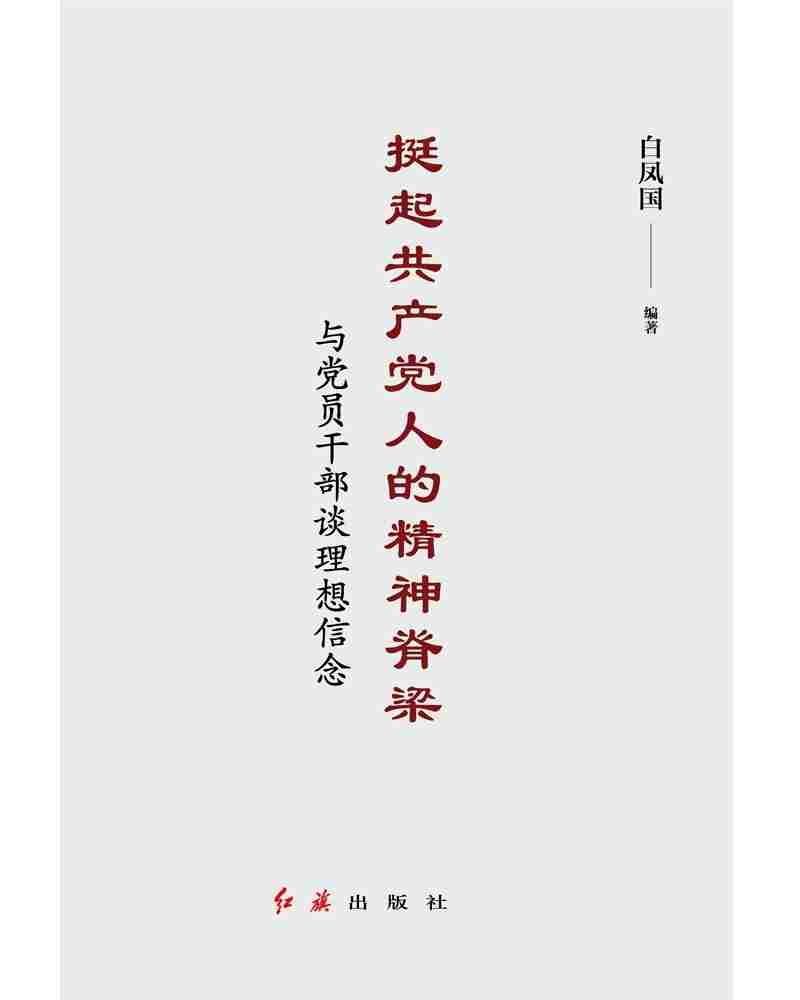 白凤国
编著
挺起共产党人的精神脊梁
与党员干部谈理想信念
红旗出版社